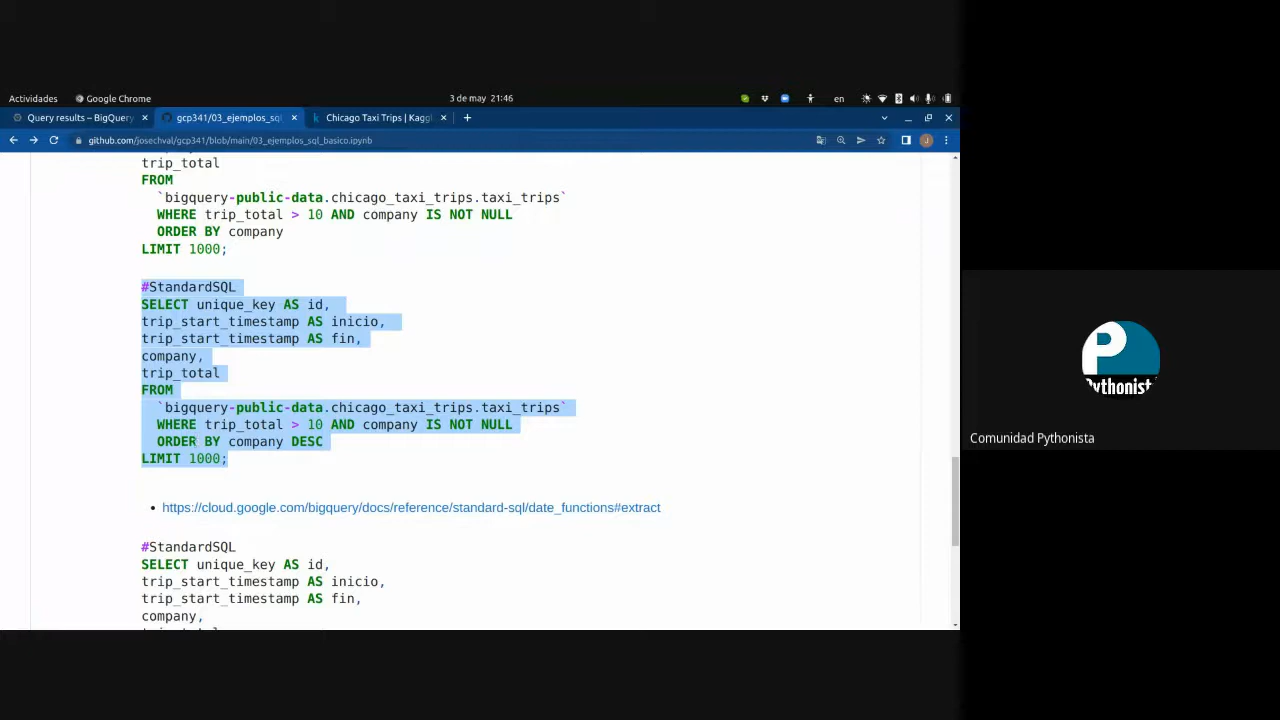 Actividades
Google Chrome
3 de may 21:46
en
Query results – BigQuery
gcp341/03_ejemplos_sql
Chicago Taxi Trips | Kaggl
github.com/josechval/gcp341/blob/main/03_ejemplos_sql_basico.ipynb
trip_total
FROM
`bigquery-public-data.chicago_taxi_trips.taxi_trips`
WHERE trip_total > 10 AND company IS NOT NULL
ORDER BY company
LIMIT 1000;
#StandardSQL
SELECT unique_key AS id,
trip_start_timestamp AS inicio,
trip_start_timestamp AS fin,
company,
trip_total
FROM
`bigquery-public-data.chicago_taxi_trips.taxi_trips`
WHERE trip_total > 10 AND company IS NOT NULL
ORDER BY company DESC
LIMIT 1000;
• https://cloud.google.com/bigquery/docs/reference/standard-sql/date_functions#extract
#StandardSQL
SELECT unique_key AS id,
trip_start_timestamp AS inicio,
trip_start_timestamp AS fin,
company,
Pythonist
Comunidad Pythonista